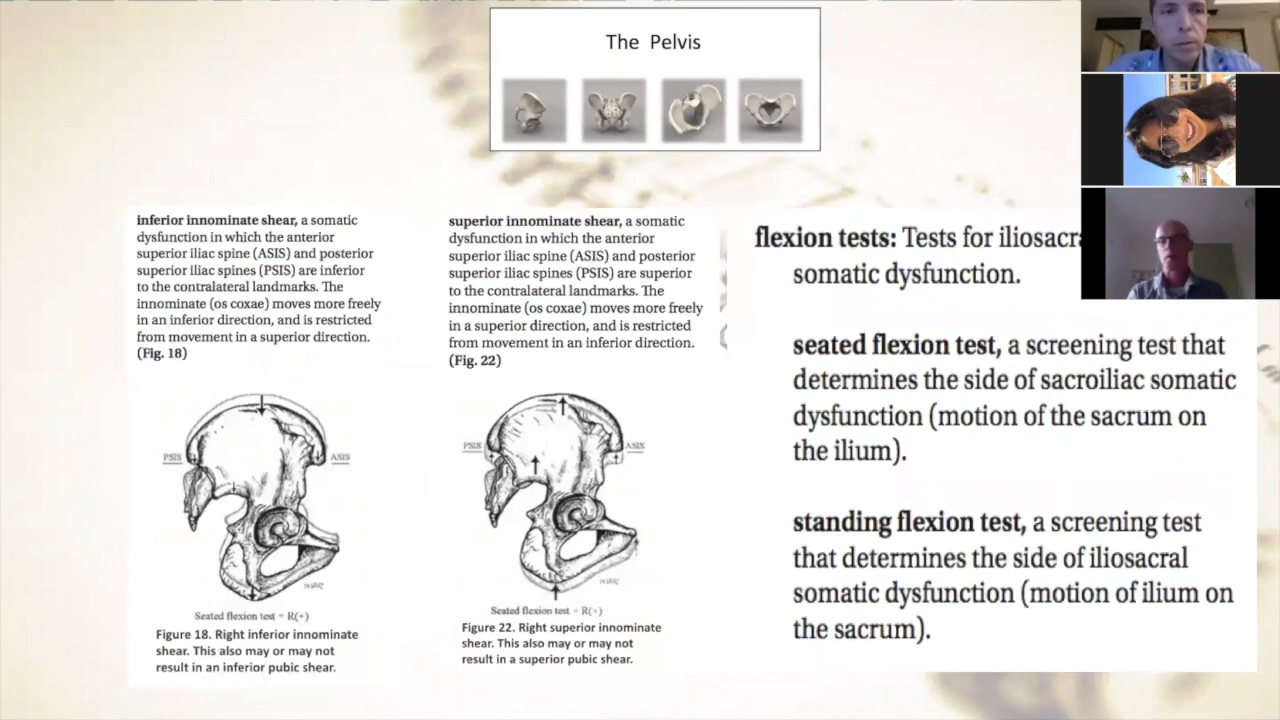 The Pelvis
inferior innominate shear, a somatic
dysfunction in which the anterior
superior iliac spine (ASIS) and posterior
superior iliac spines (PSIS) are inferior
to the contralateral landmarks. The
innominate (os coxae) moves more freely
in an inferior direction, and is restricted
from movement in a superior direction.
(Fig. 18)
PSIS
ASIS
Seated flexion test = R(+)
Figure 18. Right inferior innominate
shear. This also may or may not
result in an inferior pubic shear.
superior innominate shear, a somatic
dysfunction in which the anterior
superior iliac spine (ASIS) and posterior
superior iliac spines (PSIS) are superior
to the contralateral landmarks. The
innominate (os coxae) moves more freely
in a superior direction, and is restricted
from movement in an inferior direction.
(Fig. 22)
PSIS
ASIS
Seated flexion test = R(+)
Figure 22. Right superior innominate
shear. This also may or may not
result in a superior pubic shear.
flexion tests: Tests for iliosacr
somatic dysfunction.
seated flexion test, a screening test that
determines the side of sacroiliac somatic
dysfunction (motion of the sacrum on
the ilium).
standing flexion test, a screening test
that determines the side of iliosacral
somatic dysfunction (motion of ilium on
the sacrum).